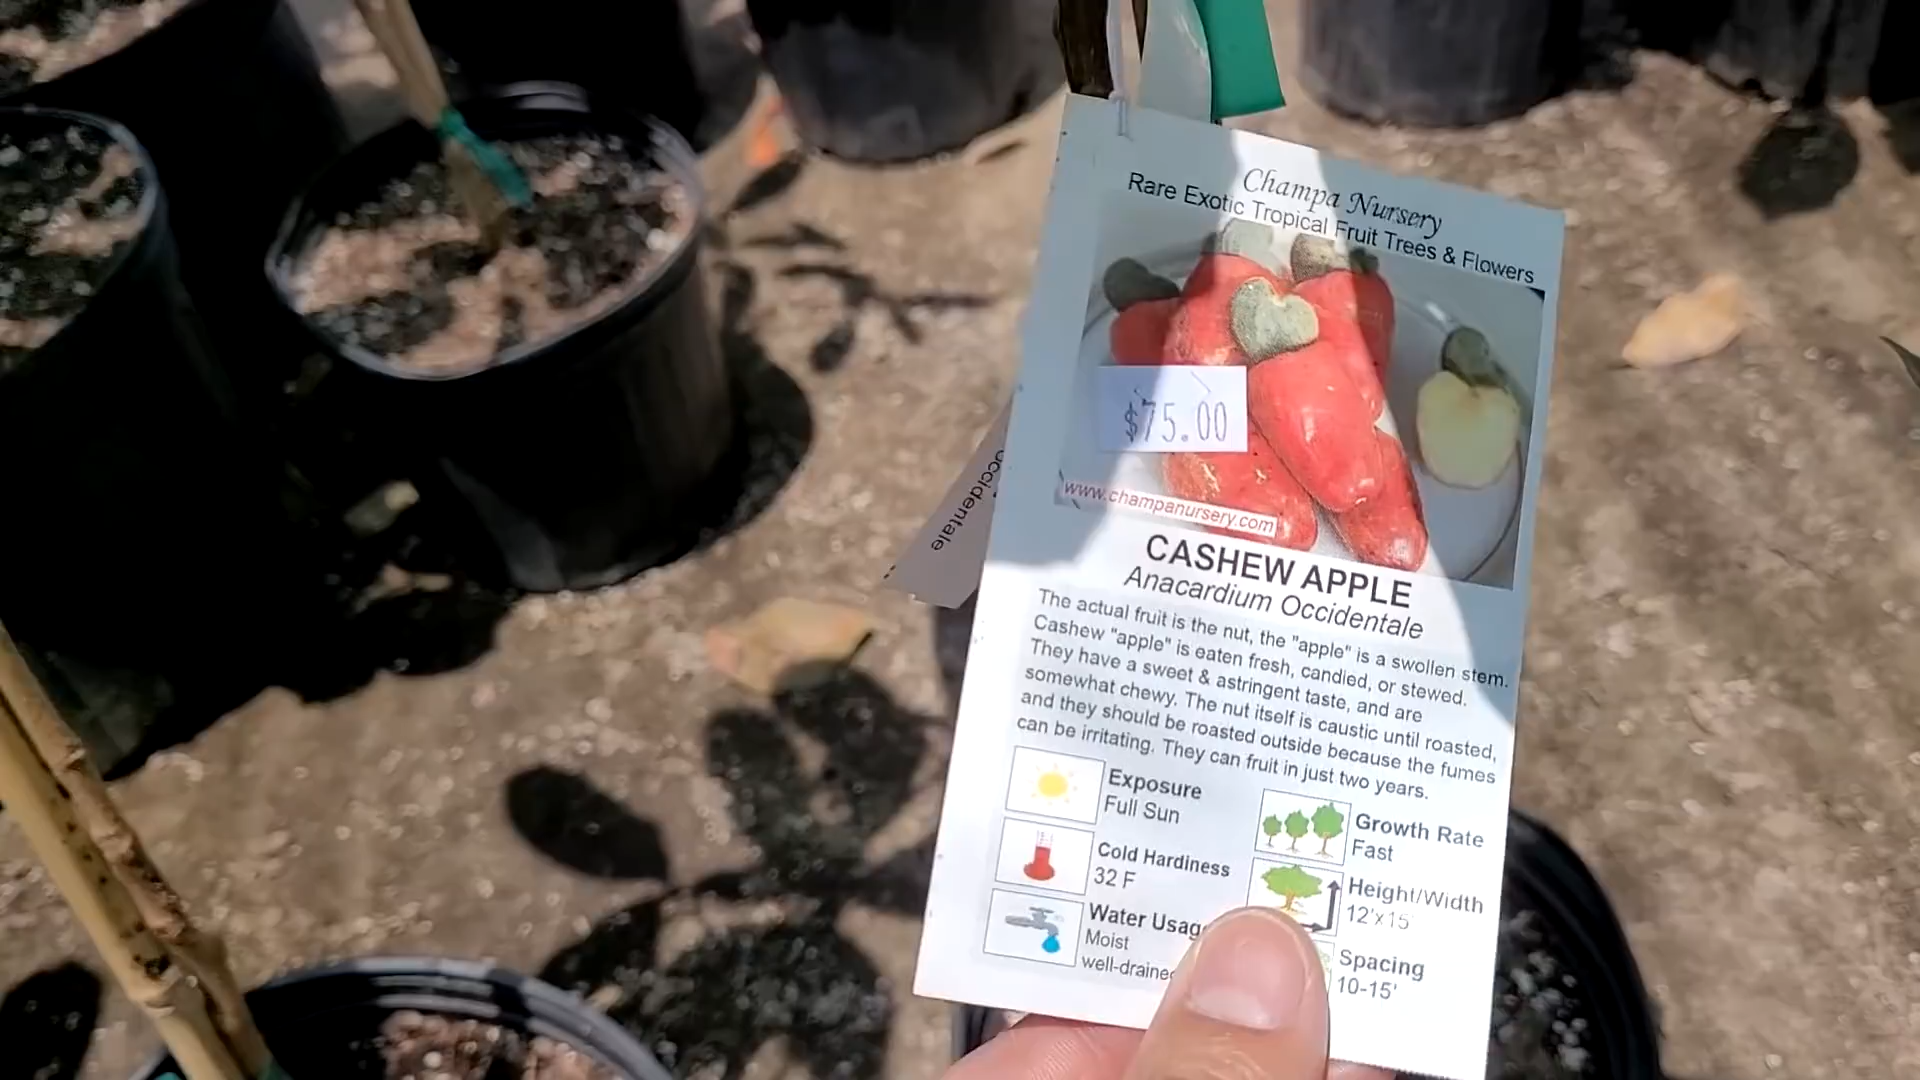 Champa Nursery
Rare Exotic Tropical Fruit Trees & Flowers
$75.00
www.champanursery.com
CASHEW APPLE
Anacardium Occidentale
The actual fruit is the nut, the "apple" is a swollen stem.
Cashew "apple" is eaten fresh, candied, or stewed.
They have a sweet & astringent taste, and are
somewhat chewy. The nut itself is caustic until roasted,
and they should be roasted outside because the fumes
can be irritating. They can fruit in just two years.
Exposure
Full Sun
Cold Hardiness
32 F
Water Usag
Moist
well-draine
Growth Rate
Fast
Height/Width
12'x15'
Spacing
10-15'
occidentale